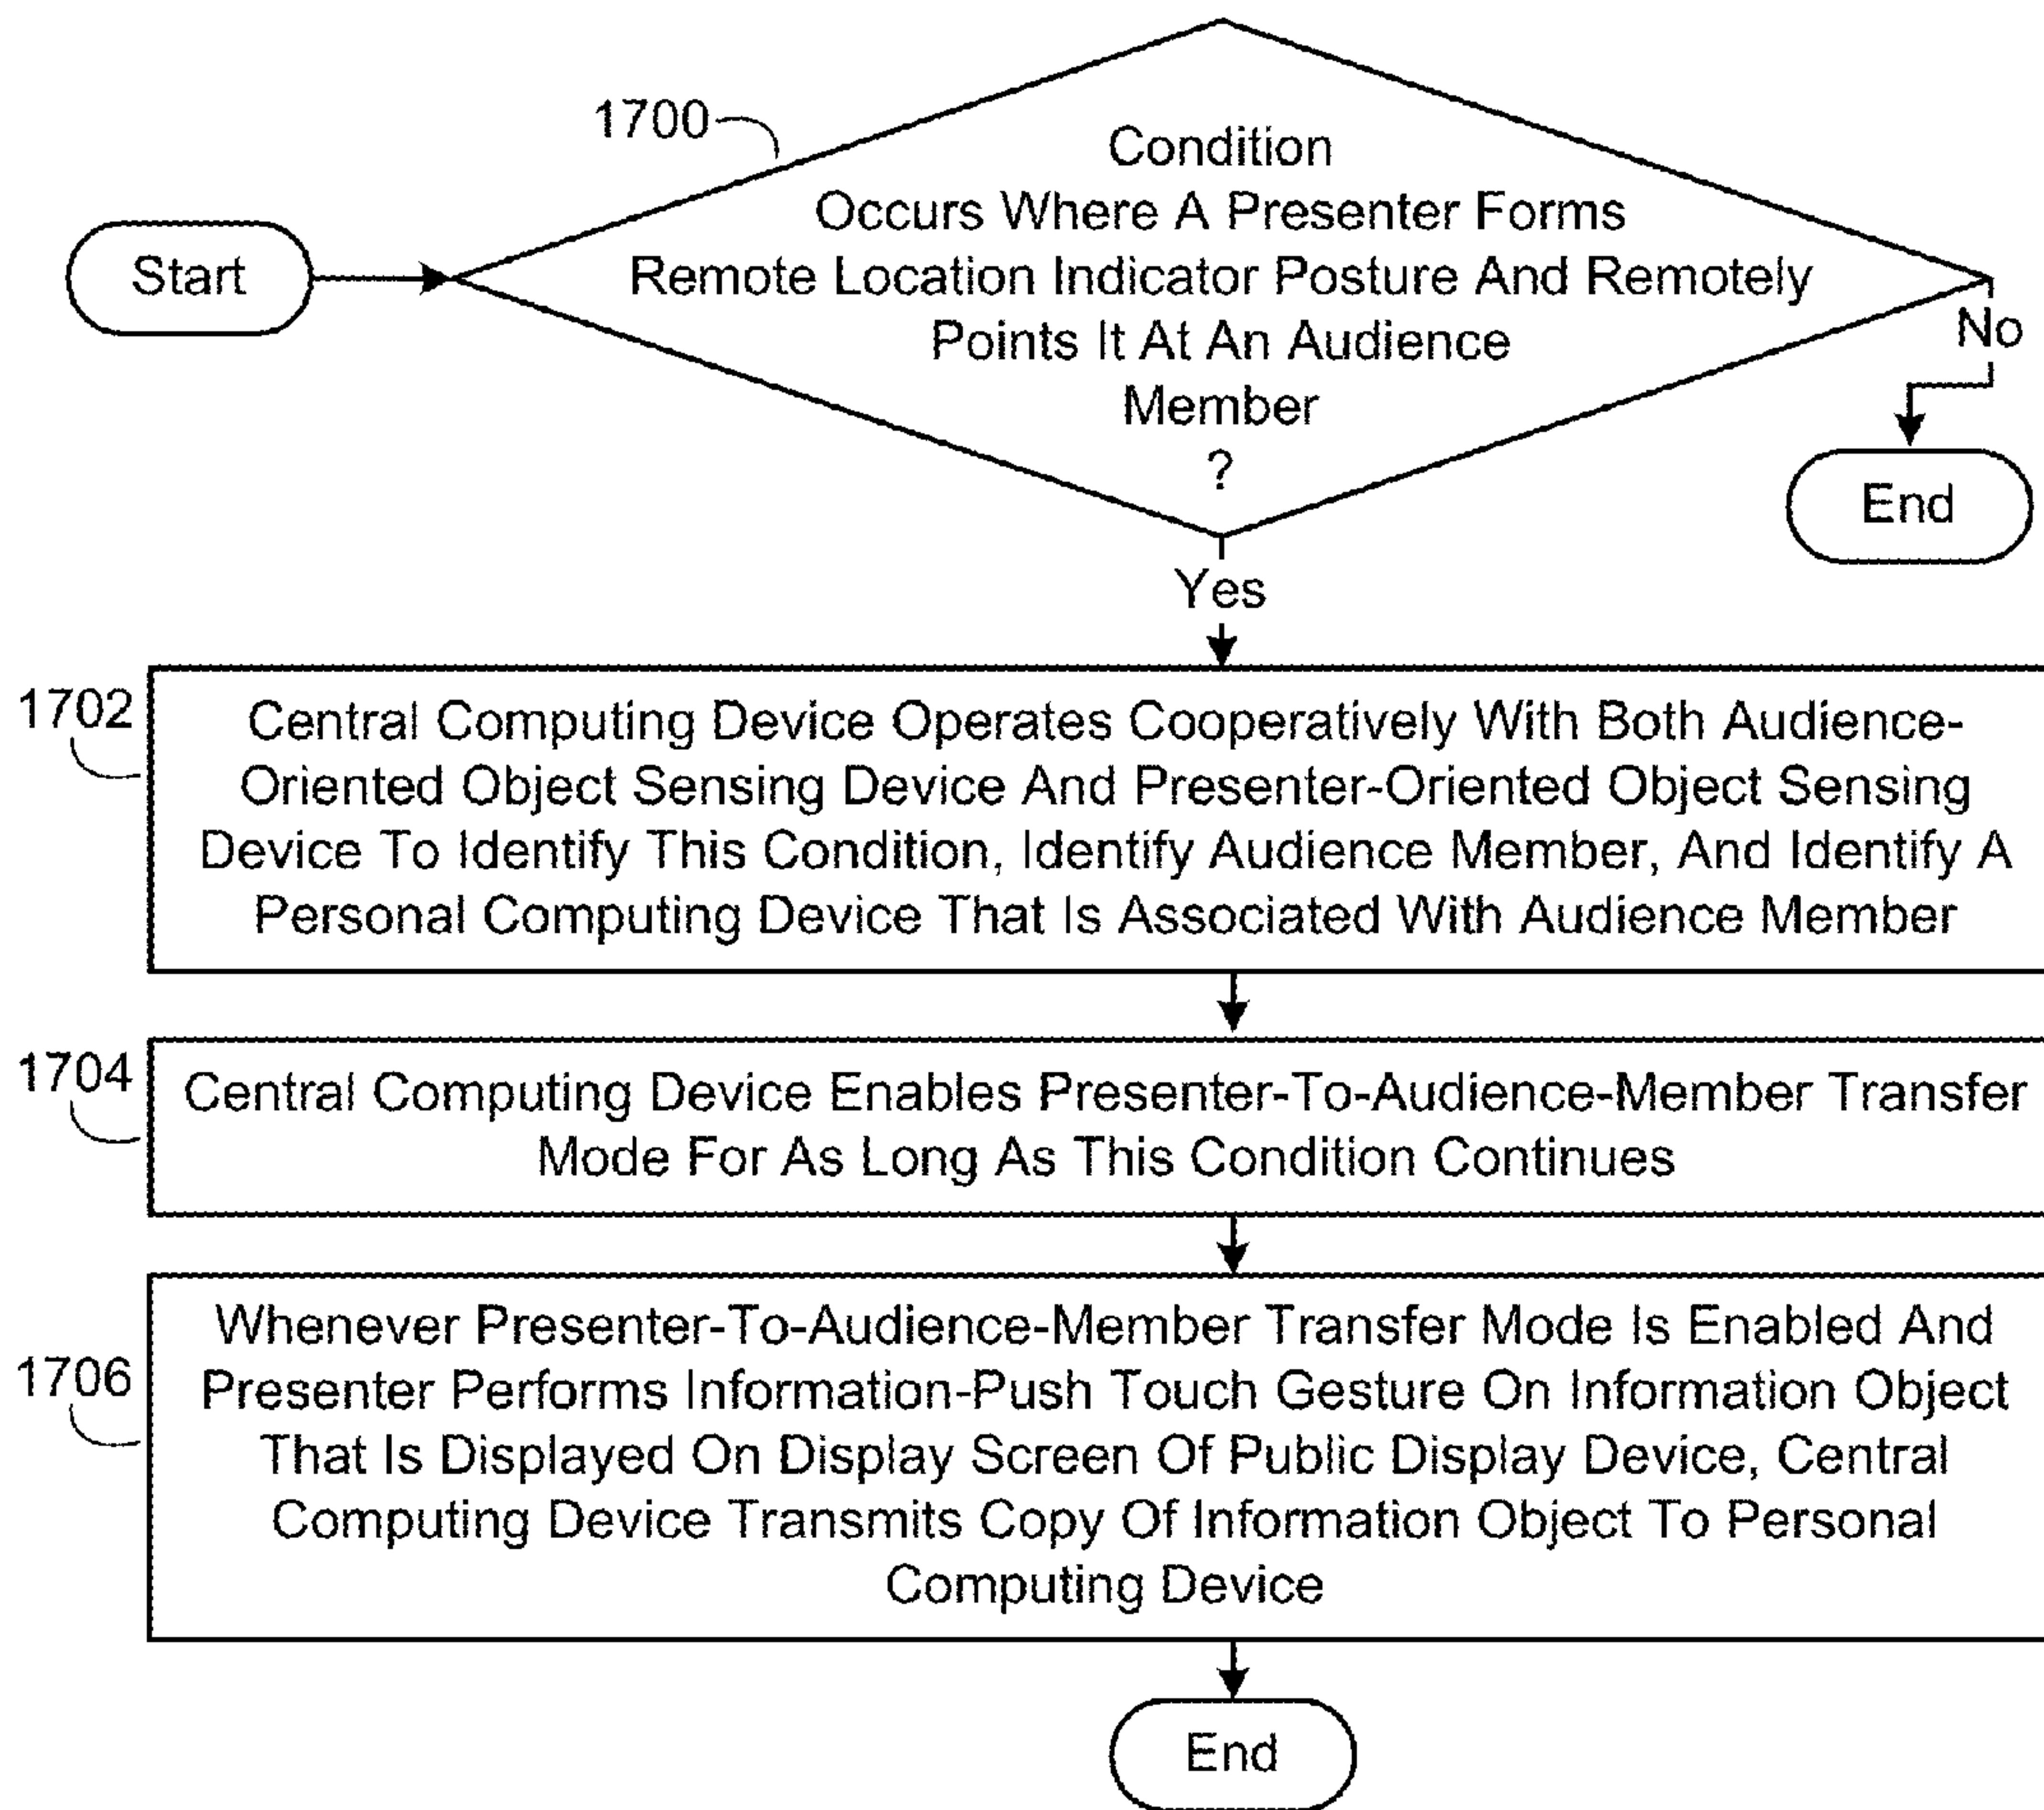 1700
Condition
Occurs Where A Presenter Forms
Remote Location Indicator Posture And Remotely
Points It At An Audience
Member
?
Start
No
End
Yes
1702
Central Computing Device Operates Cooperatively With Both Audience-
Oriented Object Sensing Device And Presenter-Oriented Object Sensing
Device To Identify This Condition, Identify Audience Member, And Identify A
Personal Computing Device That Is Associated With Audience Member
1704
Central Computing Device Enables Presenter-To-Audience-Member Transfer
Mode For As Long As This Condition Continues
1706
Whenever Presenter-To-Audience-Member Transfer Mode Is Enabled And
Presenter Performs Information-Push Touch Gesture On Information Object
That Is Displayed On Display Screen Of Public Display Device, Central
Computing Device Transmits Copy Of Information Object To Personal
Computing Device
End